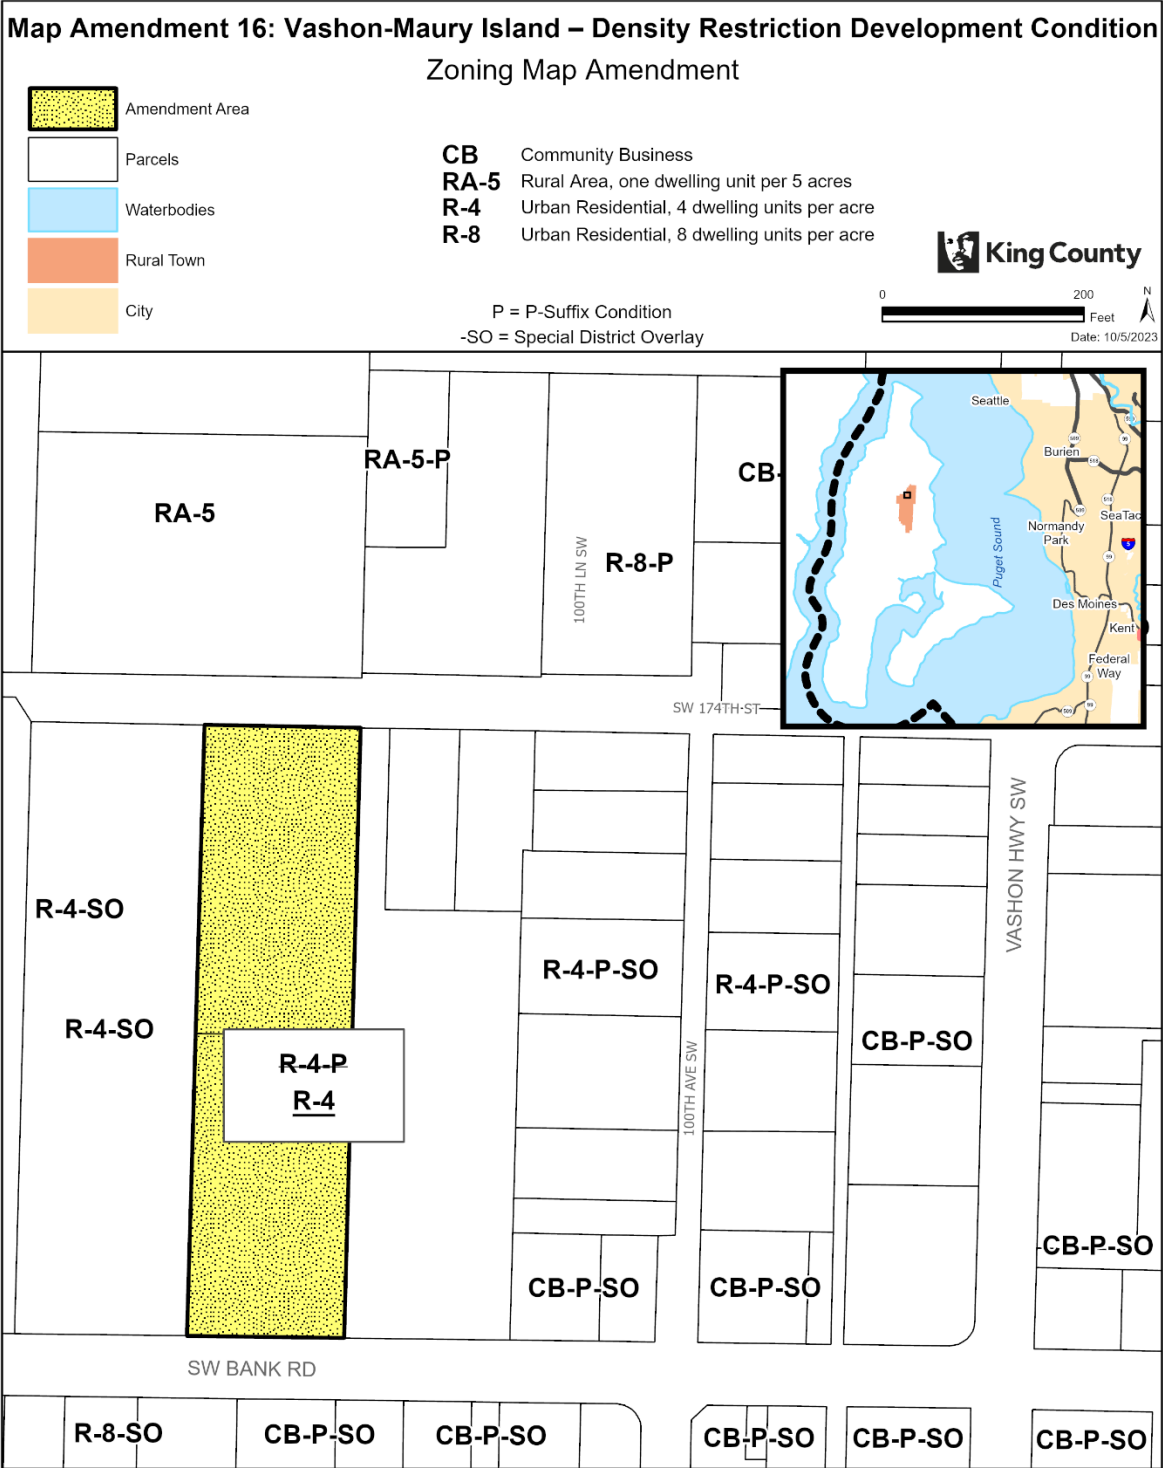 Map Amendment 16: Vashon-Maury Island – Density Restriction Development Condition
Zoning Map Amendment
Amendment Area
Parcels
Waterbodies
Rural Town
City
CB Community Business
RA-5 Rural Area, one dwelling unit per 5 acres
R-4 Urban Residential, 4 dwelling units per acre
R-8 Urban Residential, 8 dwelling units per acre
P = P-Suffix Condition
-SO = Special District Overlay
King County
0 200
Feet
N
Date: 10/5/2023
RA-5
RA-5-P
100TH LN SW
R-8-P
CB-
Seattle
Burien
Normandy
Park
SeaTac
Puget Sound
Des Moines
Kent
Federal
Way
518
509
99
5
SW 174TH ST
R-4-SO
R-4-SO
R-4-P
R-4
R-4-P-SO
R-4-P-SO
100TH AVE SW
CB-P-SO
VASHON HWY SW
CB-P-SO
CB-P-SO
CB-P-SO
SW BANK RD
R-8-SO
CB-P-SO
CB-P-SO
CB-P-SO
CB-P-SO
CB-P-SO